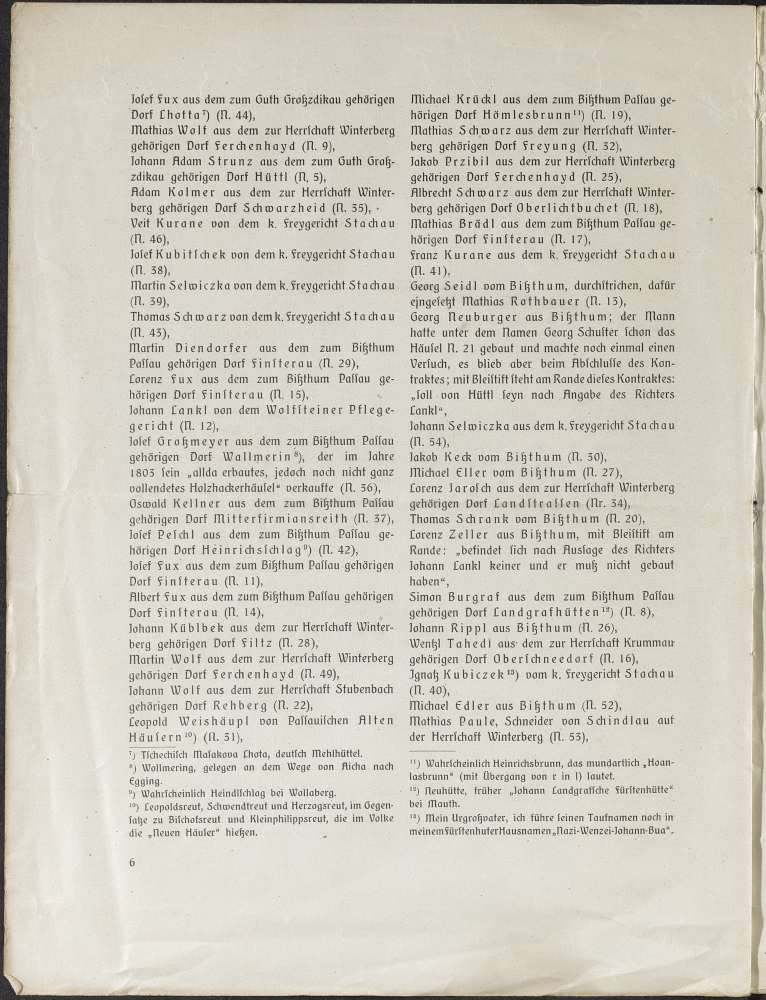 Josef Fux aus dem zum Guth Großzdikau gehörigen
Dorf Lhotta⁷) (N. 44),
Mathias Wolf aus dem zur Herrschaft Winterberg
gehörigen Dorf Ferchenhayd (N. 9),
Johann Adam Strunz aus dem zum Guth Groß-
zdikau gehörigen Dorf Hüttl (N. 5),
Adam Kolmer aus dem zur Herrschaft Winter-
berg gehörigen Dorf Schwarzheid (N. 35),
Veit Kurane von dem k. Freygericht Stachau
(N. 46),
Josef Kubitschek von dem k. Freygericht Stachau
(N. 38),
Martin Selwiczka von dem k. Freygericht Stachau
(N. 39),
Thomas Schwarz von dem k. Freygericht Stachau
(N. 43),
Martin Diendorfer aus dem zum Bißthum
Passau gehörigen Dorf Finsterau (N. 29),
Lorenz Fux aus dem zum Bißthum Passau ge-
hörigen Dorf Finsterau (N. 15),
Johann Lankl von dem Wolfsteiner Pflege-
gericht (N. 12),
Josef Großmeyer aus dem zum Bißthum Passau
gehörigen Dorf Wallmerin⁸), der im Jahre
1803 sein „allda erbautes, jedoch noch nicht ganz
vollendetes Holzhackerhäusel“ verkaufte (N. 36),
Oswald Kellner aus dem zum Bißthum Passau
gehörigen Dorf Mitterfirmiansreith (N. 37),
Josef Peschl aus dem zum Bißthum Passau ge-
hörigen Dorf Heinrichsschlag⁹) (N. 42),
Josef Fux aus dem zum Bißthum Passau gehörigen
Dorf Finsterau (N. 11),
Albert Fux aus dem zum Bißthum Passau gehörigen
Dorf Finsterau (N. 14),
Johann Küblbek aus dem zur Herrschaft Winter-
berg gehörigen Dorf Filtz (N. 28),
Martin Wolf aus dem zur Herrschaft Winterberg
gehörigen Dorf Ferchenhayd (N. 49),
Johann Wolf aus dem zur Herrschaft Stubenbach
gehörigen Dorf Rehberg (N. 22),
Leopold Weishäupl von Passauischen Alten
Häusern¹⁰) (N. 31),
⁷) Tschechisch Masakova Lhota, deutsch Mehlhüttel.
⁸) Wollmering, gelegen an dem Wege von Aicha nach
Egging.
⁹) Wahrscheinlich Heindlschlag bei Wollaberg.
¹⁰) Leopoldsreut, Schwendtreut und Herzogsreut, im Gegen-
satze zu Bischofsreut und Kleinphilippsreut, die im Volke
die „Neuen Häuser“ hießen.
6
Michael Krückl aus dem zum Bißthum Passau ge-
hörigen Dorf Hömlesbrunn¹¹) (N. 19),
Mathias Schwarz aus dem zur Herrschaft Winter-
berg gehörigen Dorf Freyung (N. 32),
Jakob Przibil aus dem zur Herrschaft Winterberg
gehörigen Dorf Ferchenhayd (N. 25),
Albrecht Schwarz aus dem zur Herrschaft Winter-
berg gehörigen Dorf Oberlichtbuchet (N. 18),
Mathias Brädl aus dem zum Bißthum Passau ge-
hörigen Dorf Finsterau (N. 17),
Franz Kurane aus dem k. Freygericht Stachau
(N. 41),
Georg Seidl vom Bißthum, durchstrichen, dafür
eingesetzt Mathias Rothbauer (N. 13),
Georg Neuburger aus Bißthum; der Mann
hatte unter dem Namen Georg Schuster schon das
Häusel N. 21 gebaut und machte noch einmal einen
Versuch, es blieb aber beim Abschlusse des Kon-
traktes; mit Bleistift steht am Rande dieses Kontraktes:
„soll von Hüttl seyn nach Angabe des Richters
Lankl“,
Johann Selwiczka aus dem k. Freygericht Stachau
(N. 54),
Jakob Keck vom Bißthum (N. 30),
Michael Eller vom Bißthum (N. 27),
Lorenz Jarosch aus dem zur Herrschaft Winterberg
gehörigen Dorf Landstrassen (Nr. 34),
Thomas Schrank vom Bißthum (N. 20),
Lorenz Zeller aus Bißthum, mit Bleistift am
Rande: „befindet sich nach Auslage des Richters
Johann Lankl keiner und er muß nicht gebaut
haben“,
Simon Burgraf aus dem zum Bißthum Passau
gehörigen Dorf Landgrafhütten¹²) (N. 8),
Johann Rippl aus Bißthum (N. 26),
Wentzl Tahedl aus dem zur Herrschaft Krummau
gehörigen Dorf Oberschneedorf (N. 16),
Ignatz Kubiczek¹³) vom k. Freygericht Stachau
(N. 40),
Michael Edler aus Bißthum (N. 52),
Mathias Paule, Schneider von Schindlau auf
der Herrschaft Winterberg (N. 53),
¹¹) Wahrscheinlich Heinrichsbrunn, das mundartlich „Hoan-
lasbrunn“ (mit Übergang von r in l) lautet.
¹²) Neuhütte, früher „Johann Landgrafsche Fürstenhütte“
bei Mauth.
¹³) Mein Urgroßvater, ich führe seinen Taufnamen noch in
meinem Fürstenhuter Hausnamen „Nazi-Wenzei-Johann-Bua“.